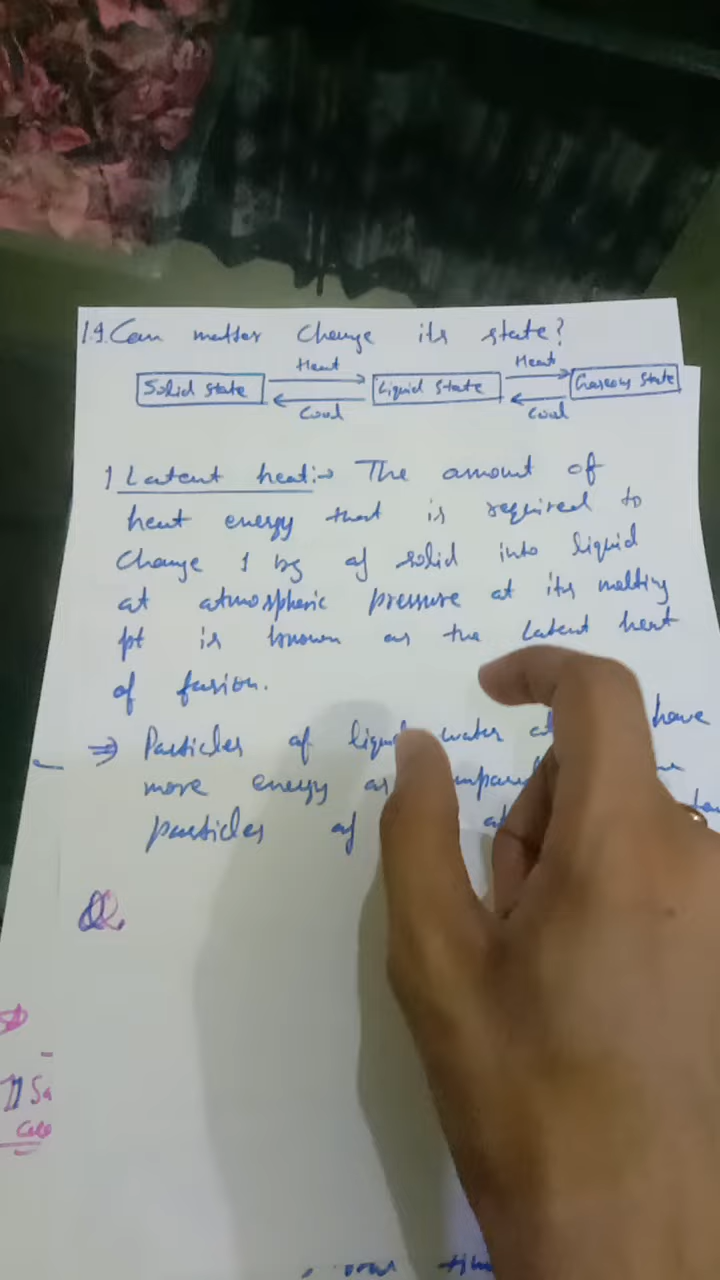 1.4. Can matter change its state?
Heat Heat
Solid state Liquid state Gaseous state
Cool Cool
1 Latent heat:→ The amount of
heat energy that is required to
change 1 kg of solid into liquid
at atmospheric pressure at its melting
pt is known as the latent heat
of fusion.
⇒ Particles of liquid water have
more energy as
particles of
Q.